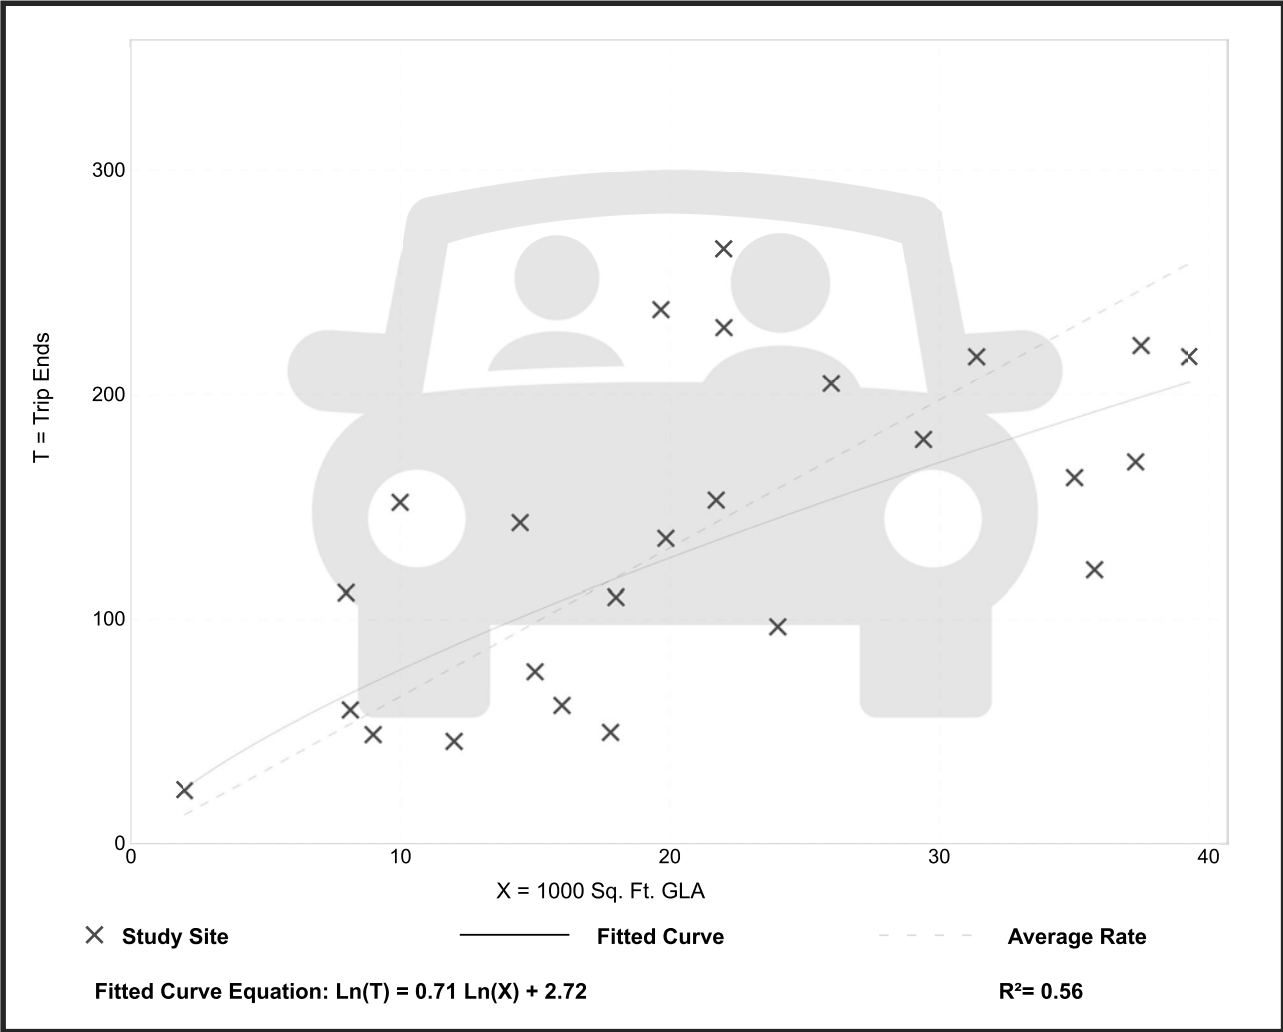 300
200
100
0
T = Trip Ends
0 10 20 30 40
X = 1000 Sq. Ft. GLA
Study Site Fitted Curve Average Rate
Fitted Curve Equation: Ln(T) = 0.71 Ln(X) + 2.72 R²= 0.56